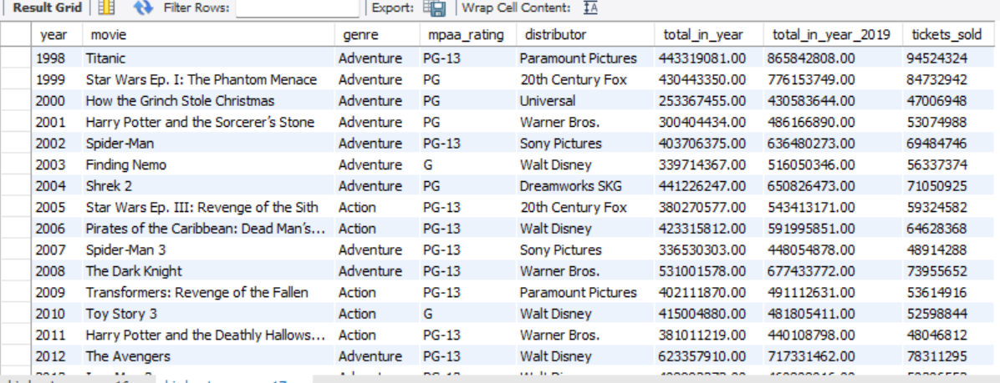 Result Grid Filter Rows: Export: Wrap Cell Content: IA
year movie genre mpaa_rating distributor total_in_year total_in_year_2019 tickets_sold
1998 Titanic Adventure PG-13 Paramount Pictures 443319081.00 865842808.00 94524324
1999 Star Wars Ep. I: The Phantom Menace Adventure PG 20th Century Fox 430443350.00 776153749.00 84732942
2000 How the Grinch Stole Christmas Adventure PG Universal 253367455.00 430583644.00 47006948
2001 Harry Potter and the Sorcerer's Stone Adventure PG Warner Bros. 300404434.00 486166890.00 53074988
2002 Spider-Man Adventure PG-13 Sony Pictures 403706375.00 636480273.00 69484746
2003 Finding Nemo Adventure G Walt Disney 339714367.00 516050346.00 56337374
2004 Shrek 2 Adventure PG Dreamworks SKG 441226247.00 650826473.00 71050925
2005 Star Wars Ep. III: Revenge of the Sith Action PG-13 20th Century Fox 380270577.00 543413171.00 59324582
2006 Pirates of the Caribbean: Dead Man's... Action PG-13 Walt Disney 423315812.00 591995851.00 64628368
2007 Spider-Man 3 Adventure PG-13 Sony Pictures 336530303.00 448054878.00 48914288
2008 The Dark Knight Adventure PG-13 Warner Bros. 531001578.00 677433772.00 73955652
2009 Transformers: Revenge of the Fallen Action PG-13 Paramount Pictures 402111870.00 491112631.00 53614916
2010 Toy Story 3 Action G Walt Disney 415004880.00 481805411.00 52598844
2011 Harry Potter and the Deathly Hallows... Action PG-13 Warner Bros. 381011219.00 440108798.00 48046812
2012 The Avengers Adventure PG-13 Walt Disney 623357910.00 717331462.00 78311295